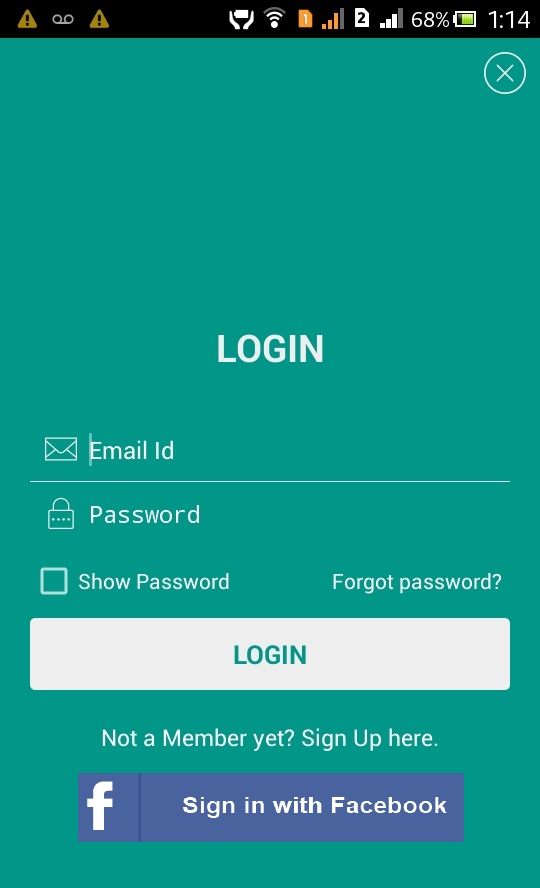 1 2 68% 1:14
LOGIN
Email Id
Password
Show Password Forgot password?
LOGIN
Not a Member yet? Sign Up here.
f Sign in with Facebook